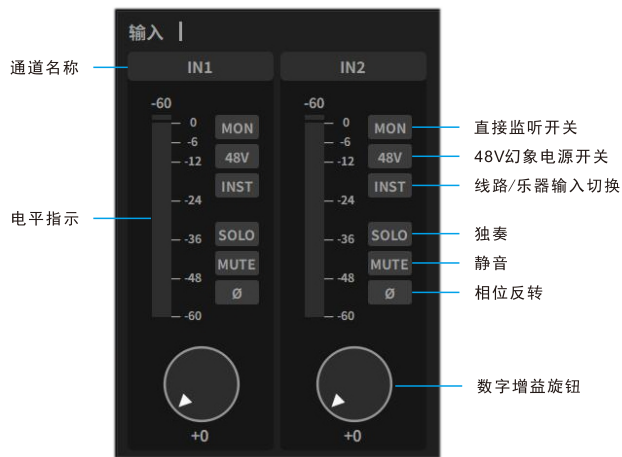 输入
通道名称
IN1
IN2
-60
-60
0
MON
0
MON
直接监听开关
-6
-6
-12
48V
-12
48V
48V幻象电源开关
INST
INST
线路/乐器输入切换
-24
-24
电平指示
-36
SOLO
-36
SOLO
独奏
MUTE
MUTE
静音
-48
-48
Ø
Ø
相位反转
-60
-60
数字增益旋钮
+0
+0